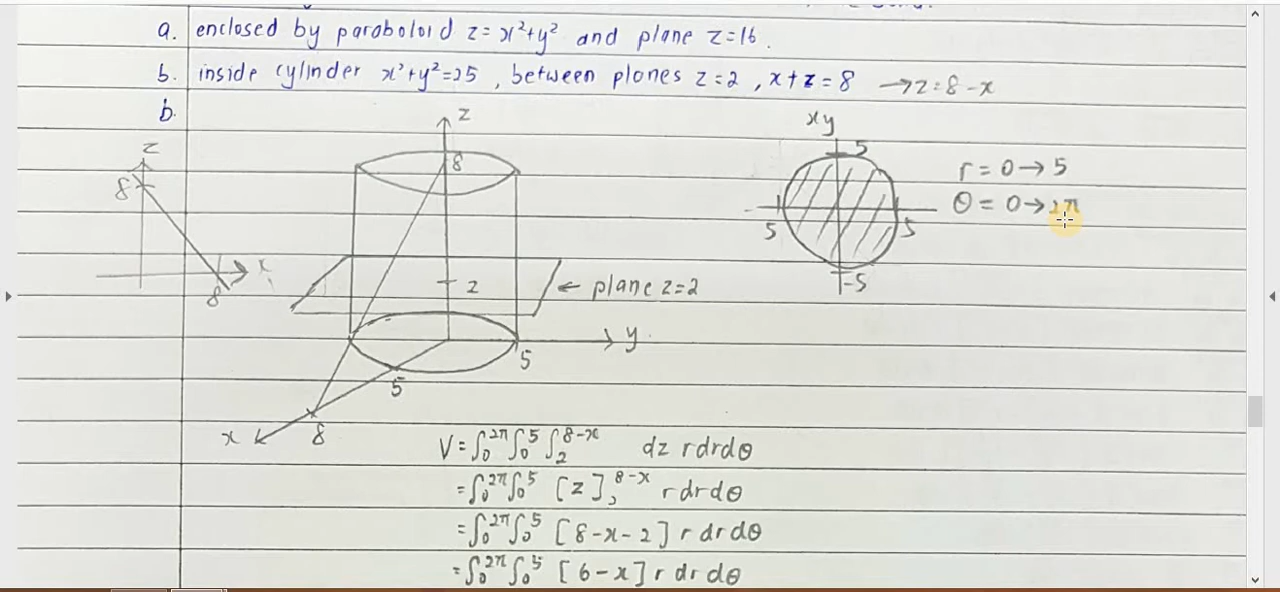 a. enclosed by paraboloid z=x²+y² and plane z=16.
b. inside cylinder x²+y²=25, between planes z=2, x+z=8 → z=8-x
b.
z
8
x
8
z
8
2
← plane z=2
y
5
5
8
x
xy
5
5
5
-5
r = 0 → 5
θ = 0 → 2π
V = ∫₀^2π ∫₀^5 ∫₂^8-x dz r dr dθ
= ∫₀^2π ∫₀^5 [z]₂^8-x r dr dθ
= ∫₀^2π ∫₀^5 [8-x-2] r dr dθ
= ∫₀^2π ∫₀^5 [6-x] r dr dθ